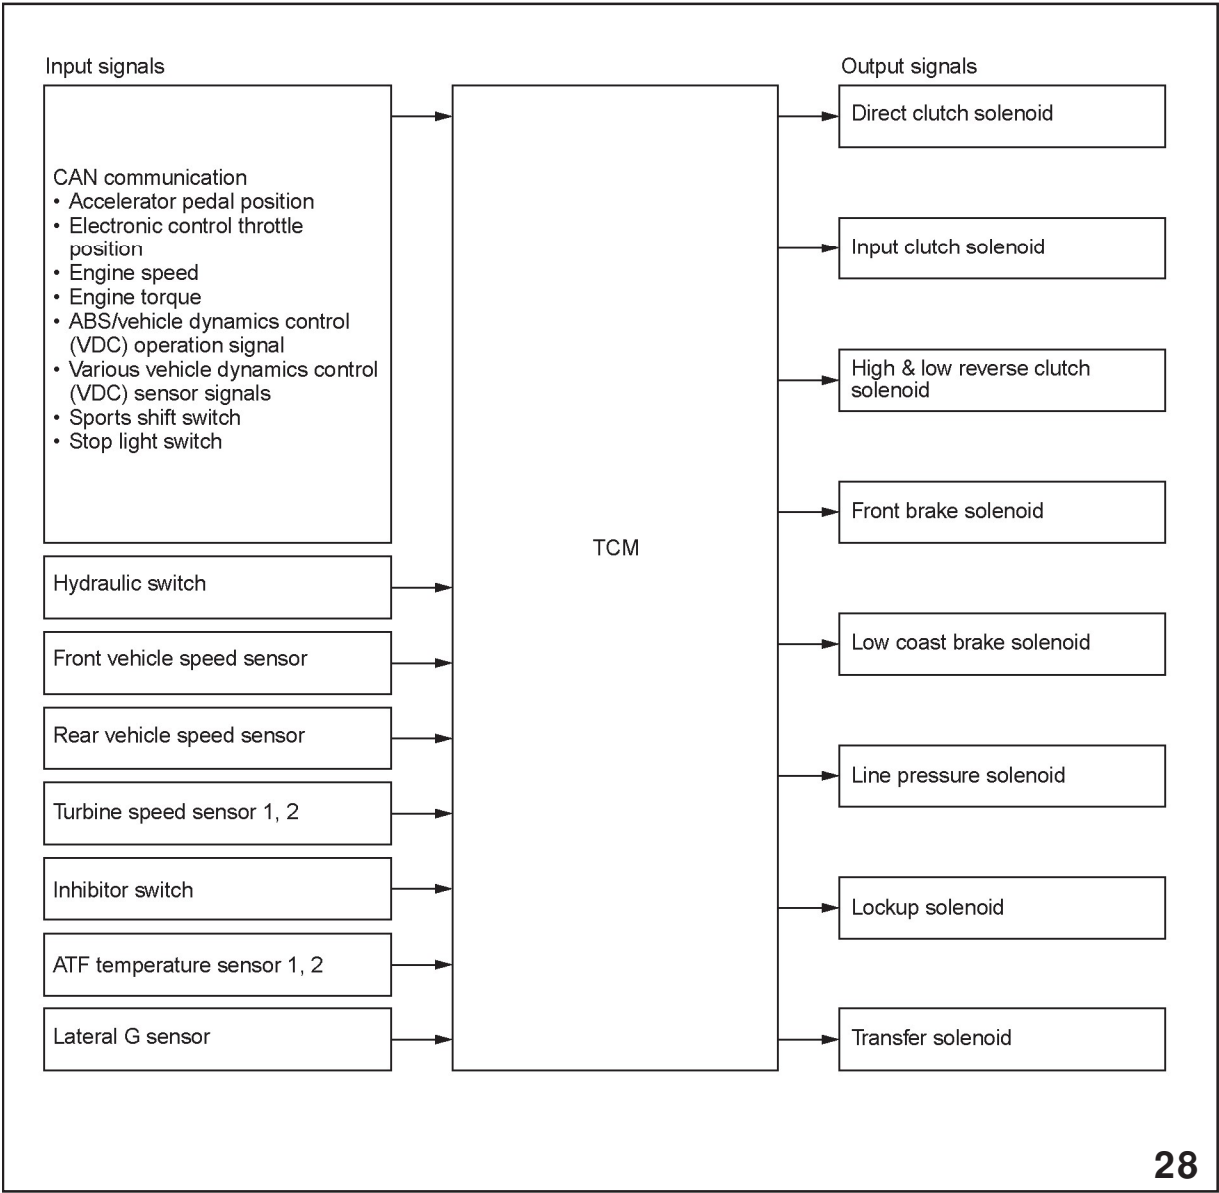 Input signals
CAN communication
• Accelerator pedal position
• Electronic control throttle
position
• Engine speed
• Engine torque
• ABS/vehicle dynamics control
(VDC) operation signal
• Various vehicle dynamics control
(VDC) sensor signals
• Sports shift switch
• Stop light switch
Hydraulic switch
Front vehicle speed sensor
Rear vehicle speed sensor
Turbine speed sensor 1, 2
Inhibitor switch
ATF temperature sensor 1, 2
Lateral G sensor
TCM
Output signals
Direct clutch solenoid
Input clutch solenoid
High & low reverse clutch
solenoid
Front brake solenoid
Low coast brake solenoid
Line pressure solenoid
Lockup solenoid
Transfer solenoid
28